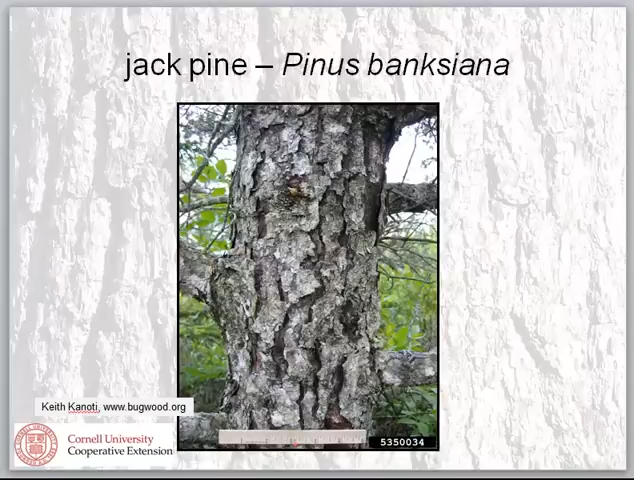 jack pine – Pinus banksiana
Keith Kanoti, www.bugwood.org
5350034
Cornell University
Cooperative Extension